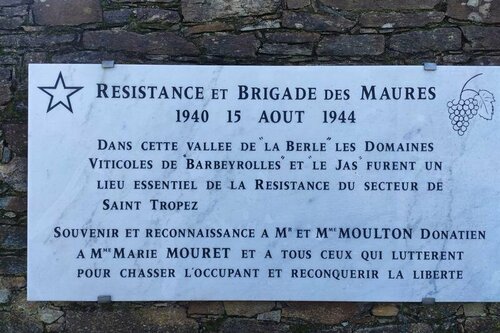 RESISTANCE ET BRIGADE DES MAURES
1940 15 AOUT 1944
DANS CETTE VALLEE DE "LA BERLE" LES DOMAINES
VITICOLES DE "BARBEYROLLES" ET "LE JAS" FURENT UN
LIEU ESSENTIEL DE LA RESISTANCE DU SECTEUR DE
SAINT TROPEZ
SOUVENIR ET RECONNAISSANCE A MR ET MME MOULTON DONATIEN
A MME MARIE MOURET ET A TOUS CEUX QUI LUTTERENT
POUR CHASSER L'OCCUPANT ET RECONQUERIR LA LIBERTE